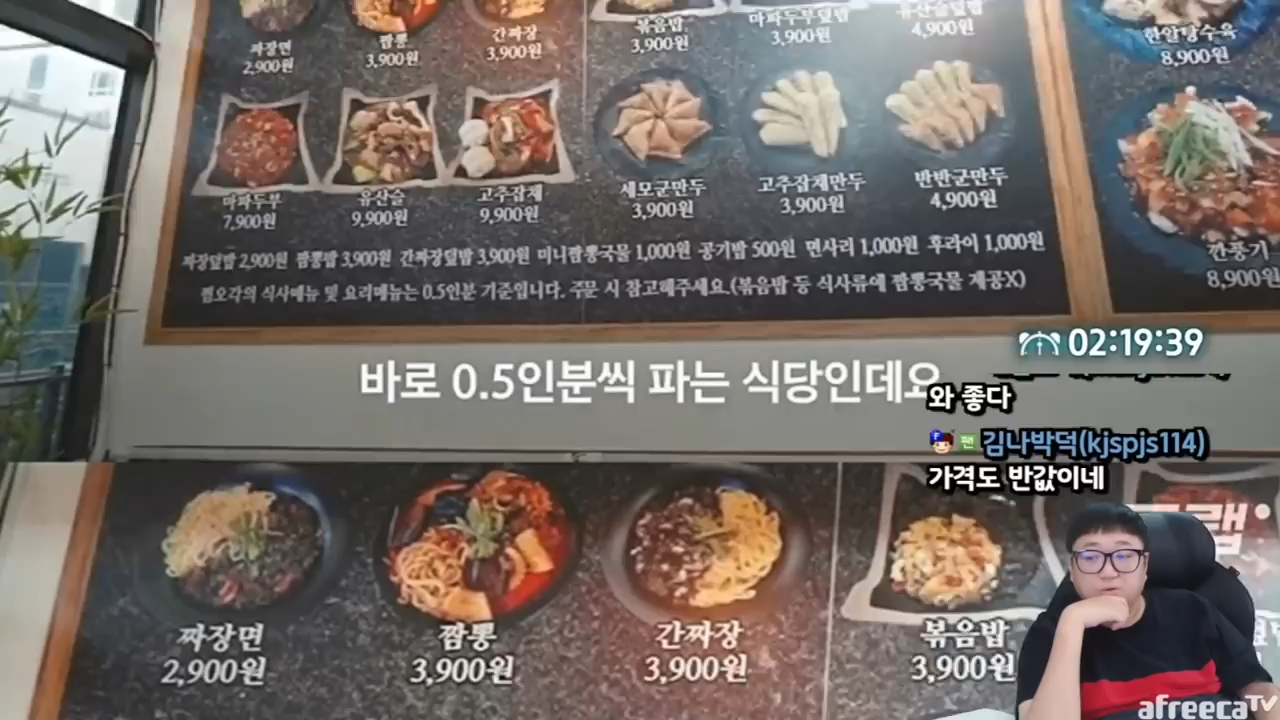 짜장면
2,900원
짬뽕
3,900원
간짜장
3,900원
볶음밥
3,900원
마파두부덮밥
3,900원
유산슬덮밥
4,900원
한알탕수육
8,900원
마파두부
7,900원
유산슬
9,900원
고추잡채
9,900원
세모군만두
3,900원
고추잡채만두
3,900원
반반군만두
4,900원
깐풍기
8,900원
짜장덮밥 2,900원 짬뽕밥 3,900원 간짜장덮밥 3,900원 미니짬뽕국물 1,000원 공기밥 500원 면사리 1,000원 후라이 1,000원
찜오각의 식사메뉴 및 요리메뉴는 0.5인분 기준입니다. 주문 시 참고해주세요.(볶음밥 등 식사류에 짬뽕국물 제공X)
02:19:39
바로 0.5인분씩 파는 식당인데요
와 좋다
팬 김나박덕(kjspjs114)
가격도 반값이네
짜장면
2,900원
짬뽕
3,900원
간짜장
3,900원
볶음밥
3,900원
afreecaTV